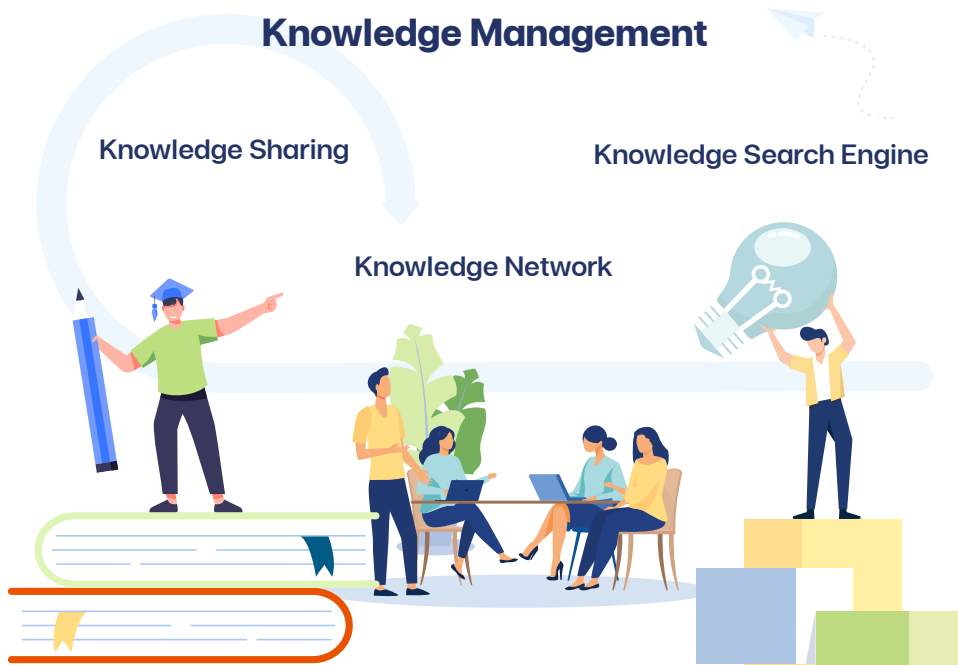 Knowledge Management
Knowledge Sharing
Knowledge Search Engine
Knowledge Network